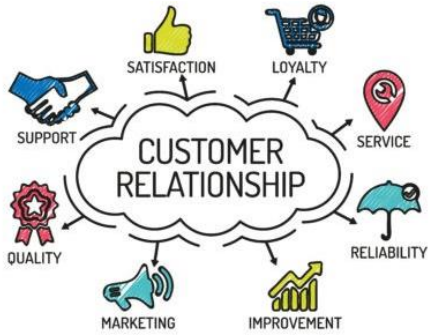 SATISFACTION
LOYALTY
SUPPORT
SERVICE
CUSTOMER
RELATIONSHIP
QUALITY
RELIABILITY
MARKETING
IMPROVEMENT